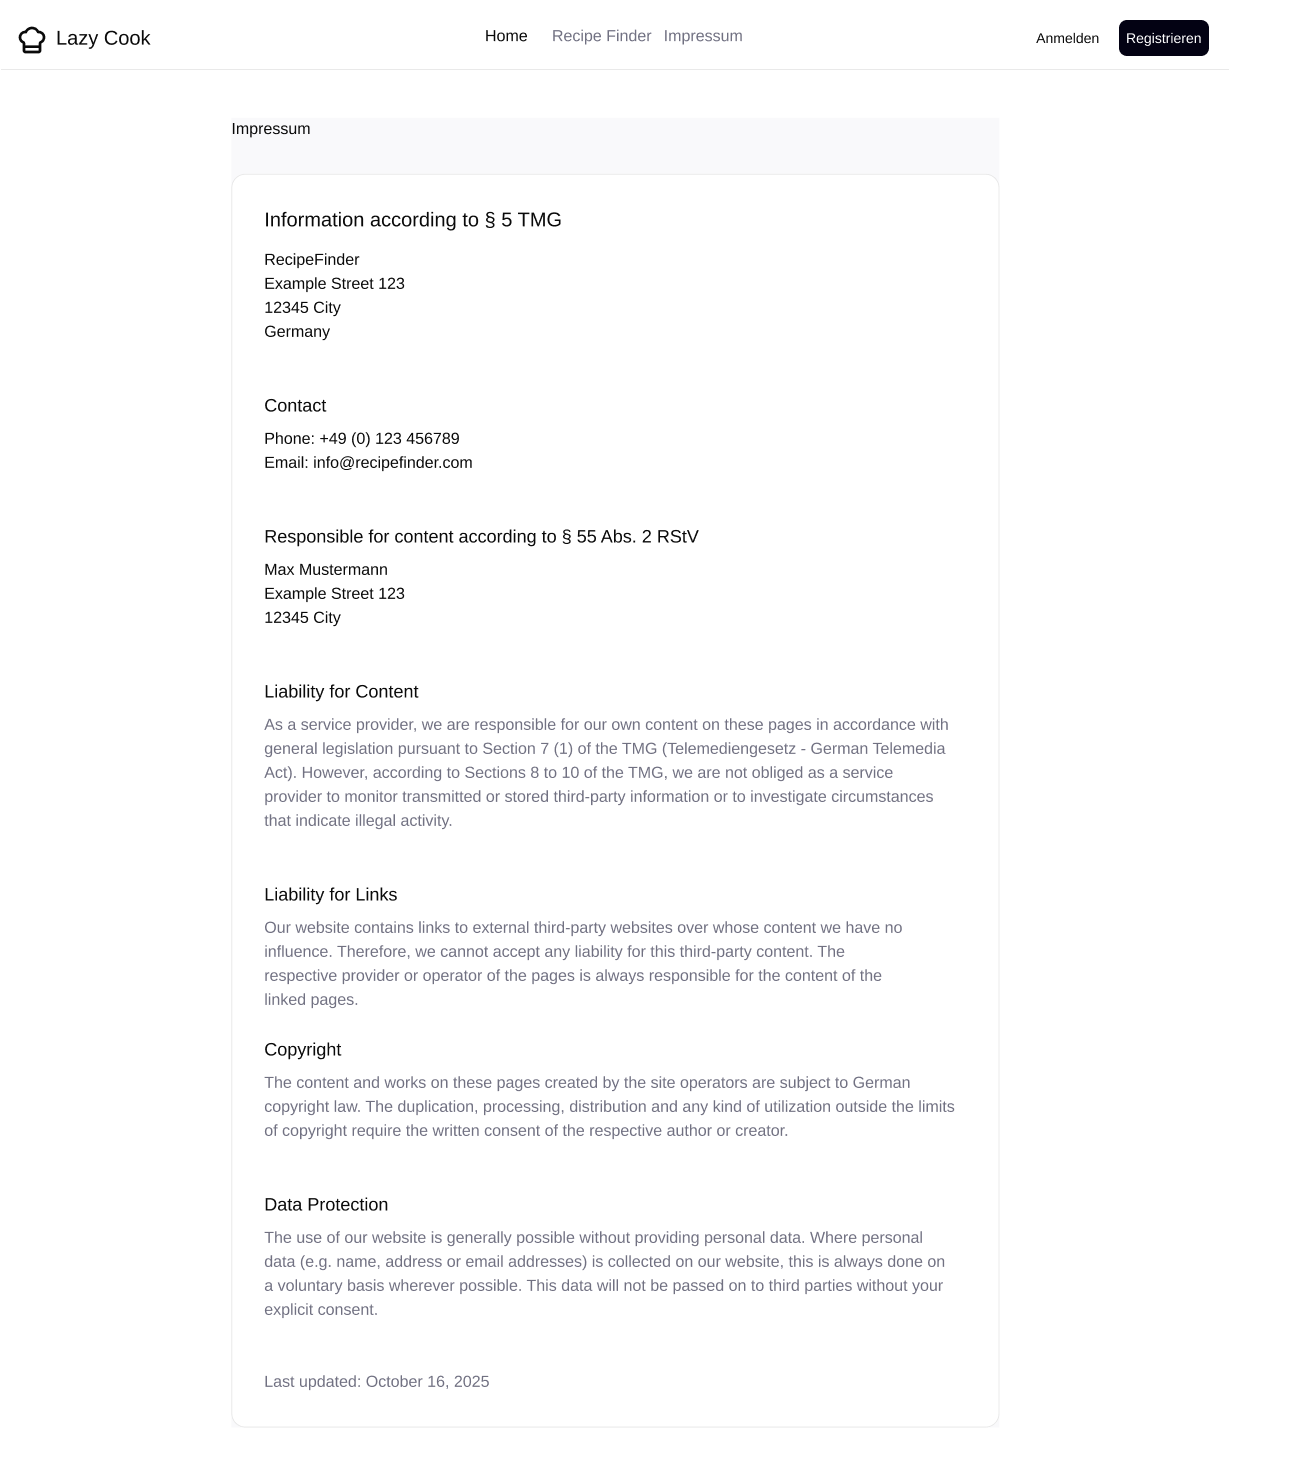 Lazy Cook
Home Recipe Finder Impressum
Anmelden Registrieren
Impressum
Information according to § 5 TMG
RecipeFinder
Example Street 123
12345 City
Germany
Contact
Phone: +49 (0) 123 456789
Email: info@recipefinder.com
Responsible for content according to § 55 Abs. 2 RStV
Max Mustermann
Example Street 123
12345 City
Liability for Content
As a service provider, we are responsible for our own content on these pages in accordance with
general legislation pursuant to Section 7 (1) of the TMG (Telemediengesetz - German Telemedia
Act). However, according to Sections 8 to 10 of the TMG, we are not obliged as a service
provider to monitor transmitted or stored third-party information or to investigate circumstances
that indicate illegal activity.
Liability for Links
Our website contains links to external third-party websites over whose content we have no
influence. Therefore, we cannot accept any liability for this third-party content. The
respective provider or operator of the pages is always responsible for the content of the
linked pages.
Copyright
The content and works on these pages created by the site operators are subject to German
copyright law. The duplication, processing, distribution and any kind of utilization outside the limits
of copyright require the written consent of the respective author or creator.
Data Protection
The use of our website is generally possible without providing personal data. Where personal
data (e.g. name, address or email addresses) is collected on our website, this is always done on
a voluntary basis wherever possible. This data will not be passed on to third parties without your
explicit consent.
Last updated: October 16, 2025